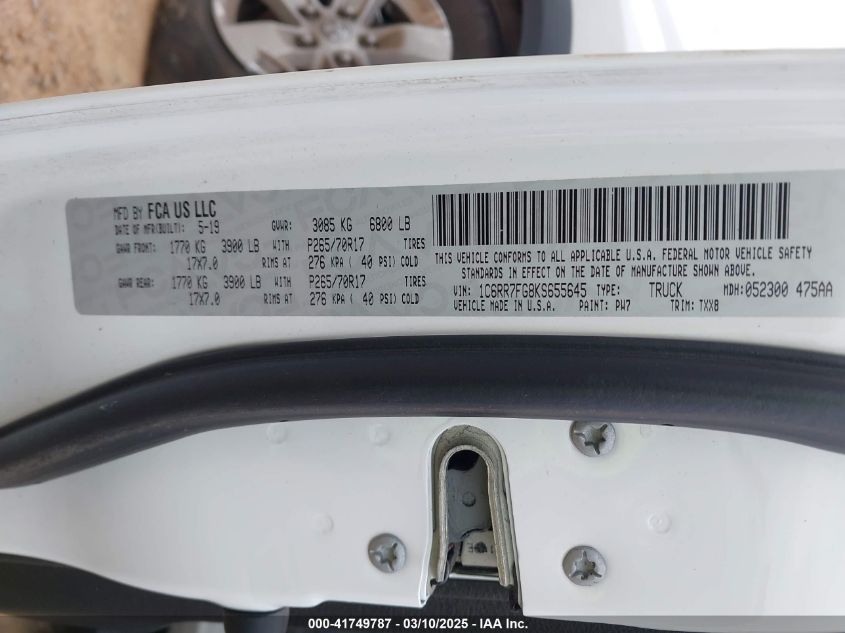 MFD BY FCA US LLC
DATE OF MFR(BUILT): 5-19 GVWR: 3085 KG 6800 LB
GAWR FRONT: 1770 KG 3900 LB WITH P265/70R17 TIRES
17X7.0 RIMS AT 276 KPA ( 40 PSI) COLD
GAWR REAR: 1770 KG 3900 LB WITH P265/70R17 TIRES
17X7.0 RIMS AT 276 KPA ( 40 PSI) COLD
THIS VEHICLE CONFORMS TO ALL APPLICABLE U.S.A. FEDERAL MOTOR VEHICLE SAFETY
STANDARDS IN EFFECT ON THE DATE OF MANUFACTURE SHOWN ABOVE.
VIN: 1C6RR7FG8KS655645 TYPE: TRUCK MDH:052300 475AA
VEHICLE MADE IN U.S.A. PAINT: PW7 TRIM: TXX8
000-41749787 - 03/10/2025 - IAA Inc.